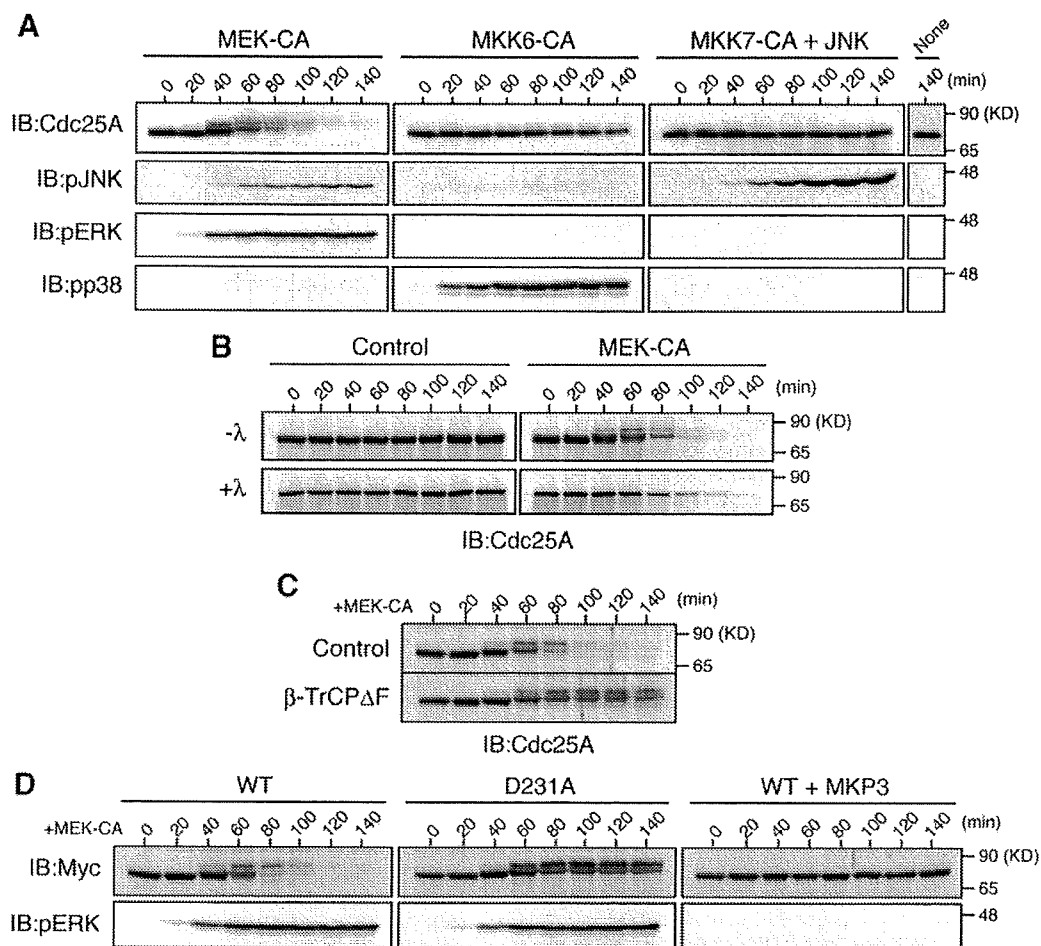 A
MEK-CA MKK6-CA MKK7-CA + JNK None
0 20 40 60 80 100 120 140 0 20 40 60 80 100 120 140 0 20 40 60 80 100 120 140 140 (min)
IB:Cdc25A 90 (KD)
65
IB:pJNK 48
IB:pERK 48
IB:pp38 48
B
Control MEK-CA
0 20 40 60 80 100 120 140 0 20 40 60 80 100 120 140 (min)
-λ 90 (KD)
65
+λ 90
65
IB:Cdc25A
C
+MEK-CA 0 20 40 60 80 100 120 140 (min)
Control 90 (KD)
65
β-TrCPΔF
IB:Cdc25A
D
WT D231A WT + MKP3
+MEK-CA 0 20 40 60 80 100 120 140 0 20 40 60 80 100 120 140 0 20 40 60 80 100 120 140 (min)
IB:Myc 90 (KD)
65
IB:pERK 48